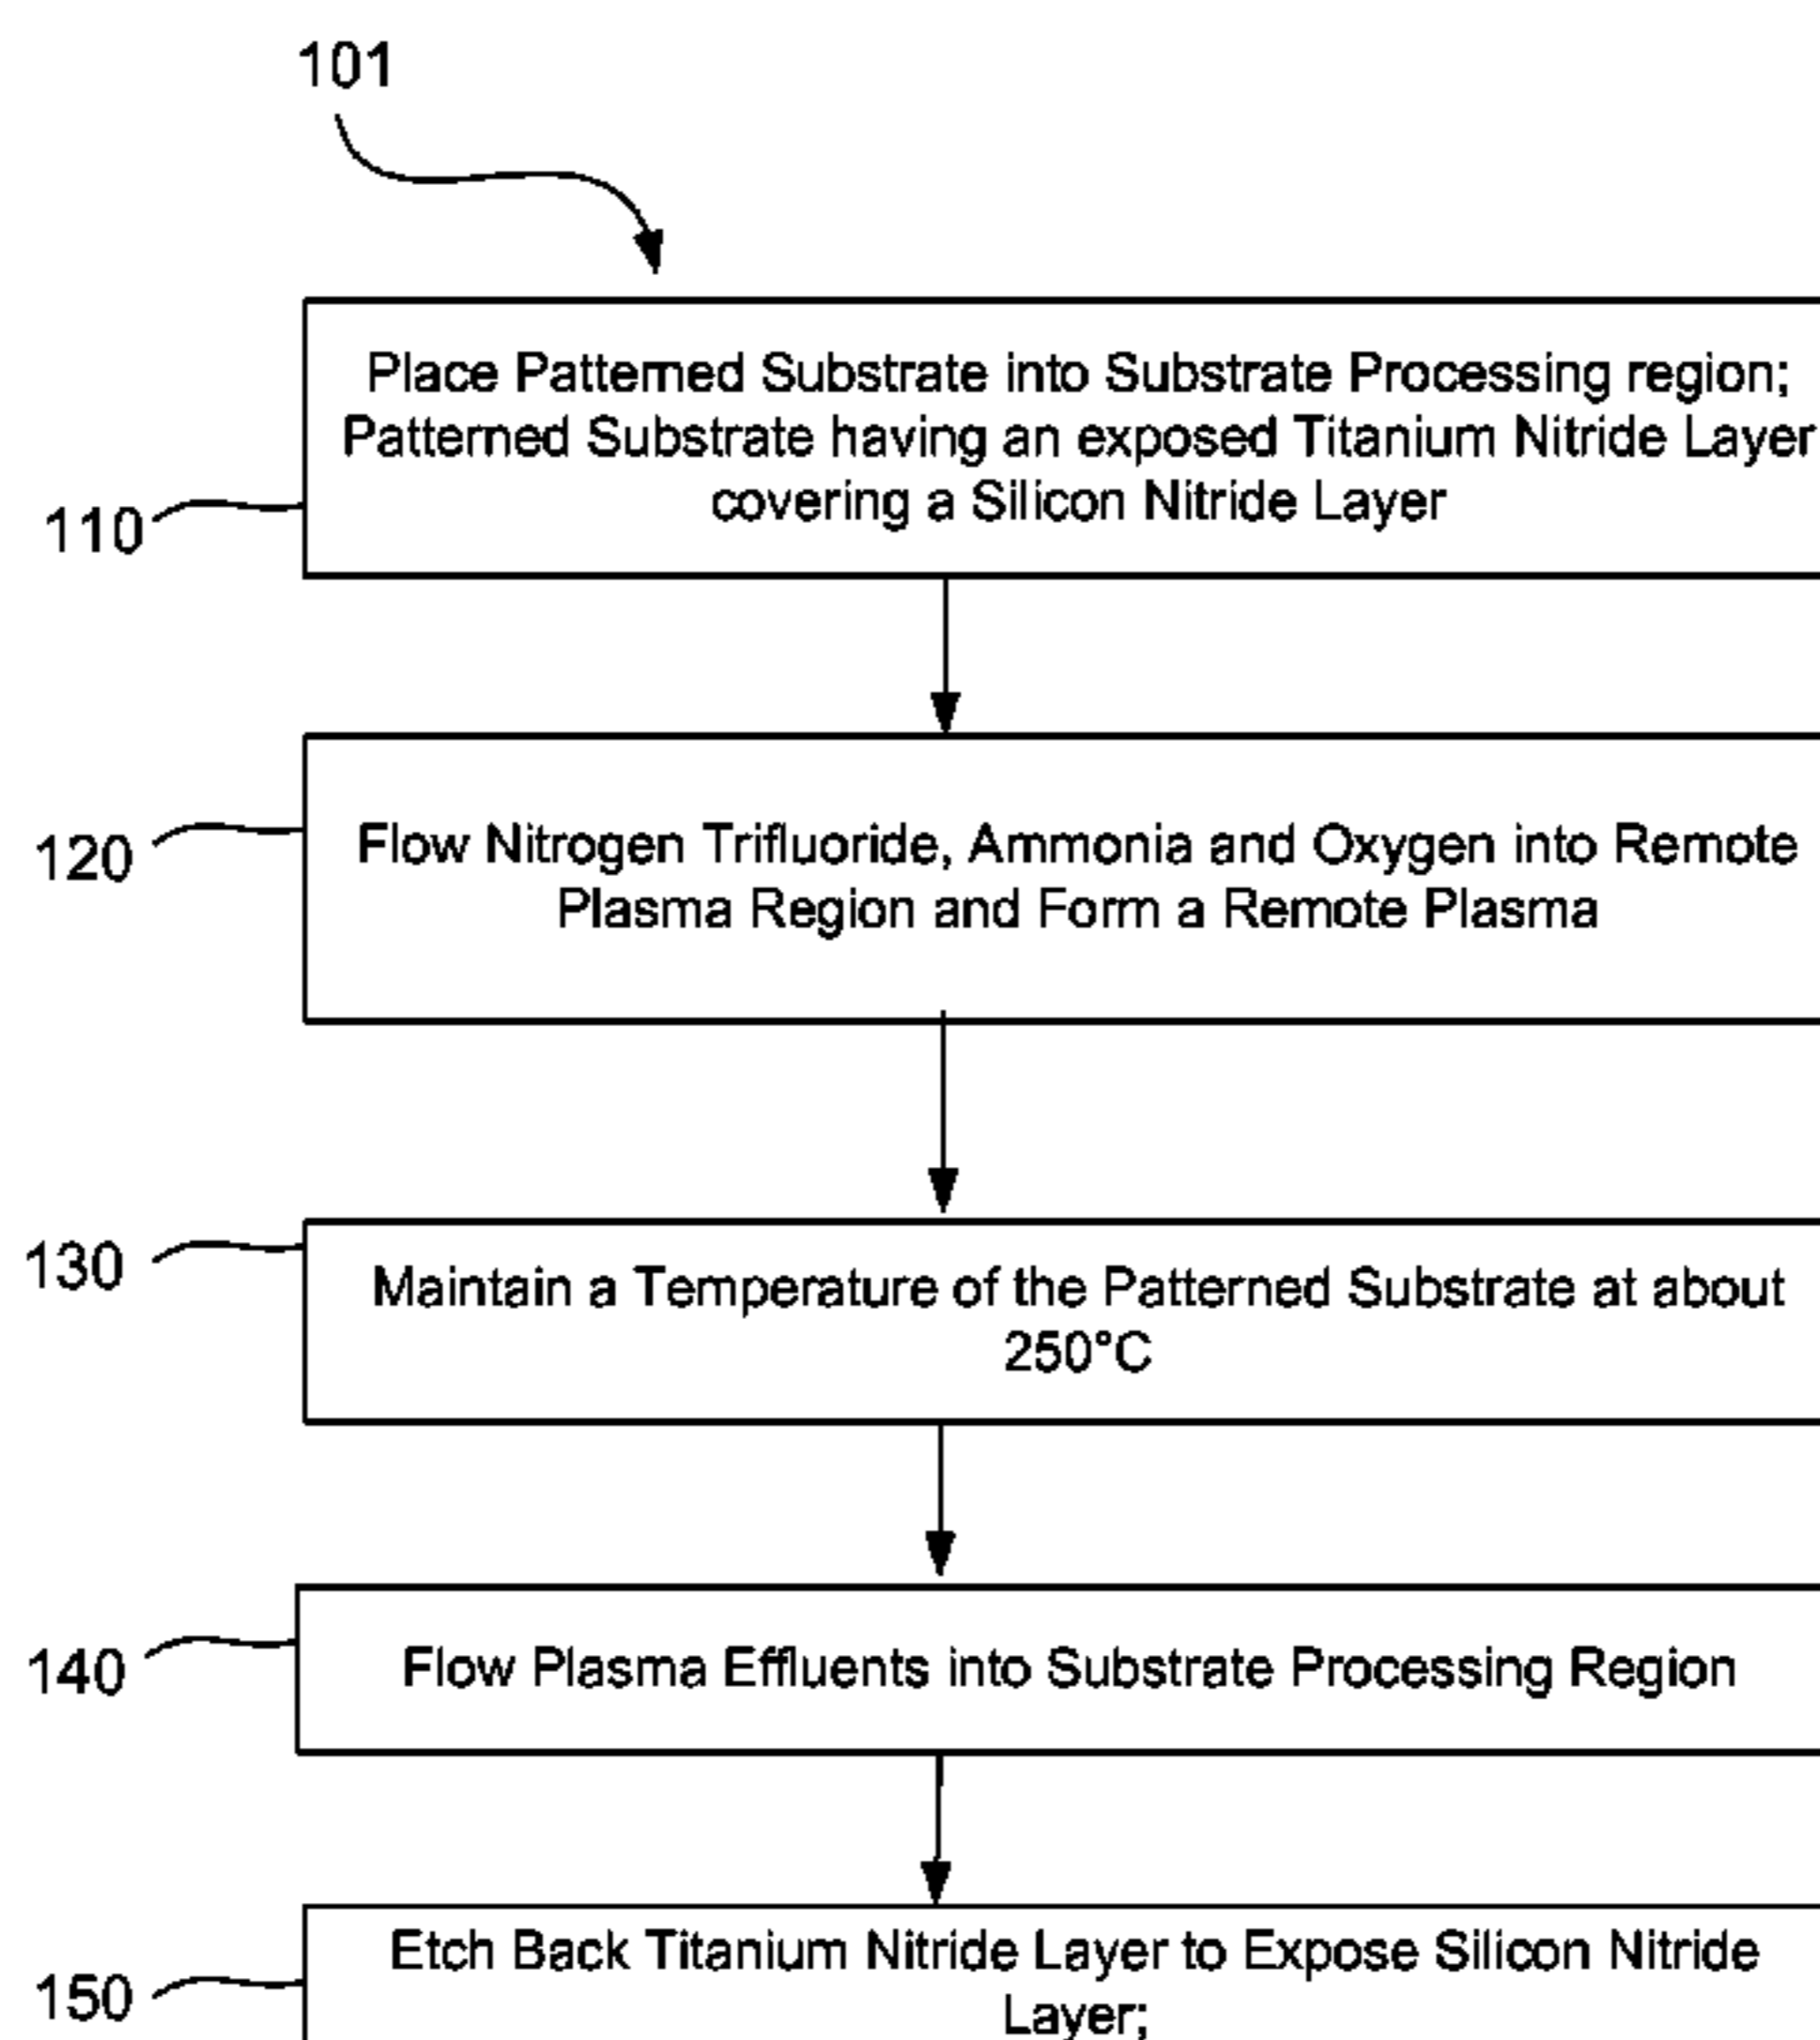 101
Place Patterned Substrate into Substrate Processing region;
Patterned Substrate having an exposed Titanium Nitride Layer
covering a Silicon Nitride Layer
110
120
Flow Nitrogen Trifluoride, Ammonia and Oxygen into Remote
Plasma Region and Form a Remote Plasma
130
Maintain a Temperature of the Patterned Substrate at about
250°C
140
Flow Plasma Effluents into Substrate Processing Region
150
Etch Back Titanium Nitride Layer to Expose Silicon Nitride
Layer;